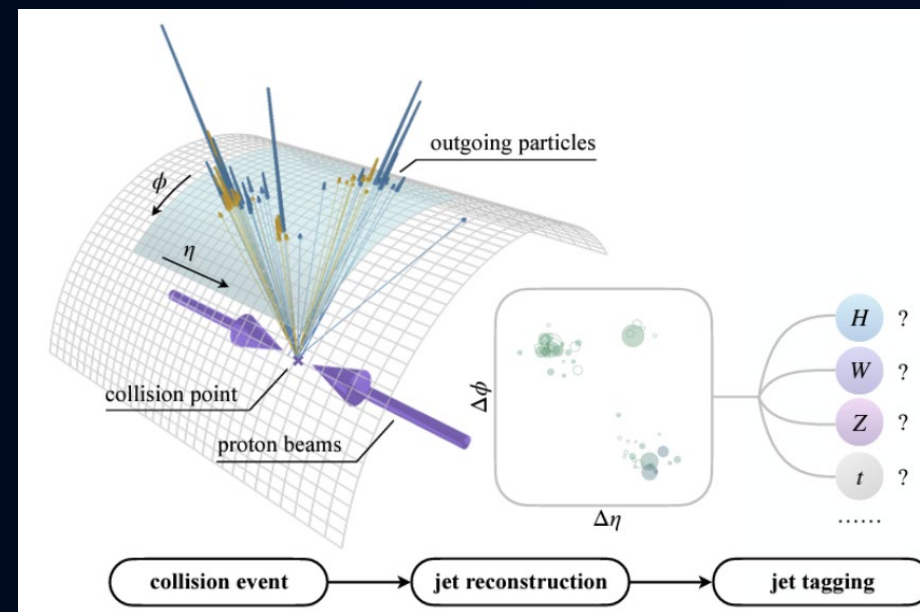 outgoing particles
ϕ
η
collision point
proton beams
Δϕ
Δη
H ?
W ?
Z ?
t ?
......
collision event
jet reconstruction
jet tagging